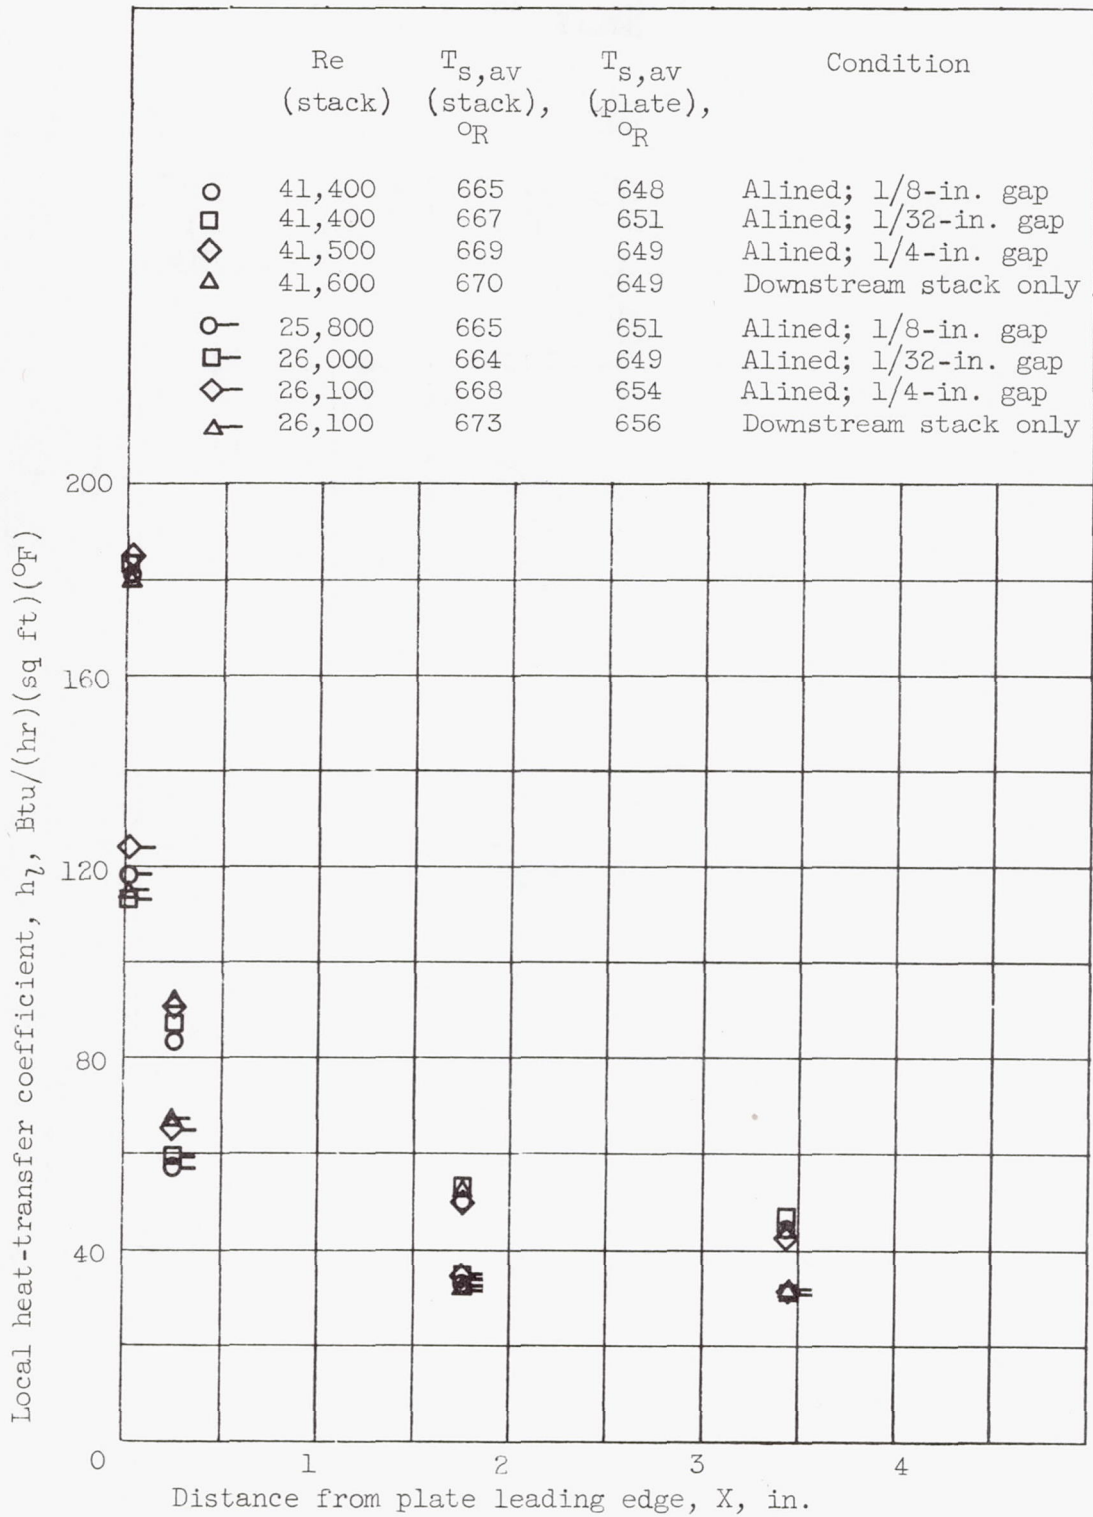 Re T_s,av T_s,av Condition
(stack) (stack), (plate),
°R °R
41,400 665 648 Alined; 1/8-in. gap
41,400 667 651 Alined; 1/32-in. gap
41,500 669 649 Alined; 1/4-in. gap
41,600 670 649 Downstream stack only
25,800 665 651 Alined; 1/8-in. gap
26,000 664 649 Alined; 1/32-in. gap
26,100 668 654 Alined; 1/4-in. gap
26,100 673 656 Downstream stack only
Local heat-transfer coefficient, h_l, Btu/(hr)(sq ft)(°F)
200
160
120
80
40
0
1 2 3 4
Distance from plate leading edge, X, in.